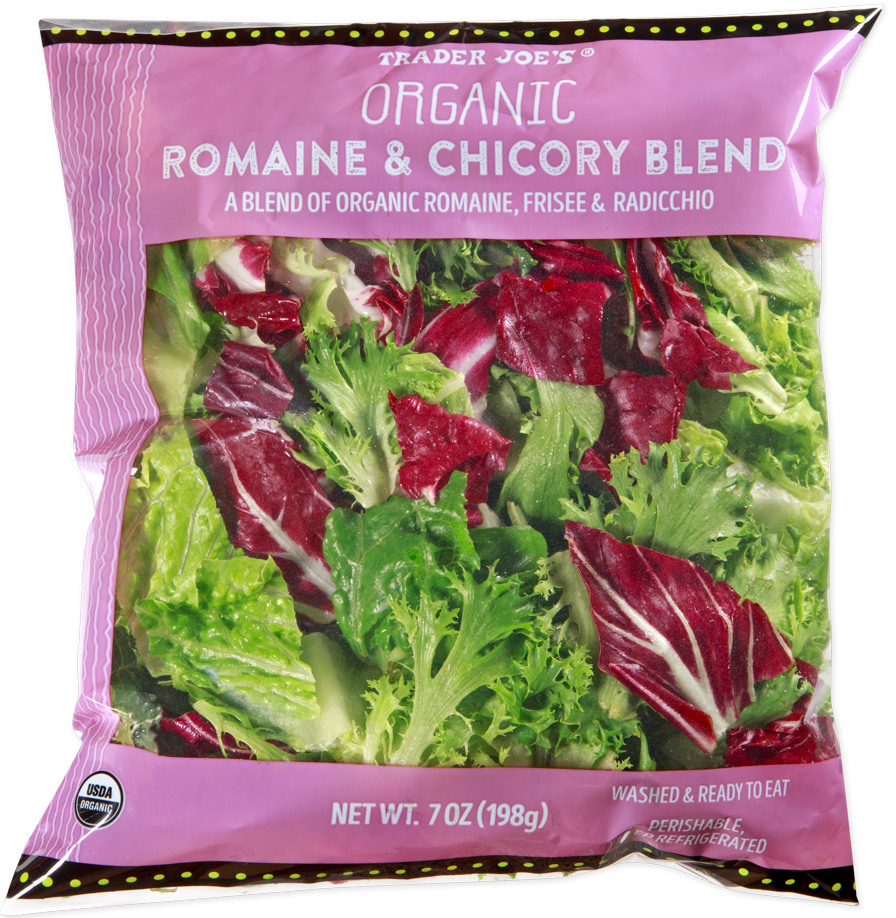 TRADER JOE'S®
ORGANIC
ROMAINE & CHICORY BLEND
A BLEND OF ORGANIC ROMAINE, FRISEE & RADICCHIO
USDA
ORGANIC
NET WT. 7 OZ (198g)
WASHED & READY TO EAT
PERISHABLE,
REFRIGERATED